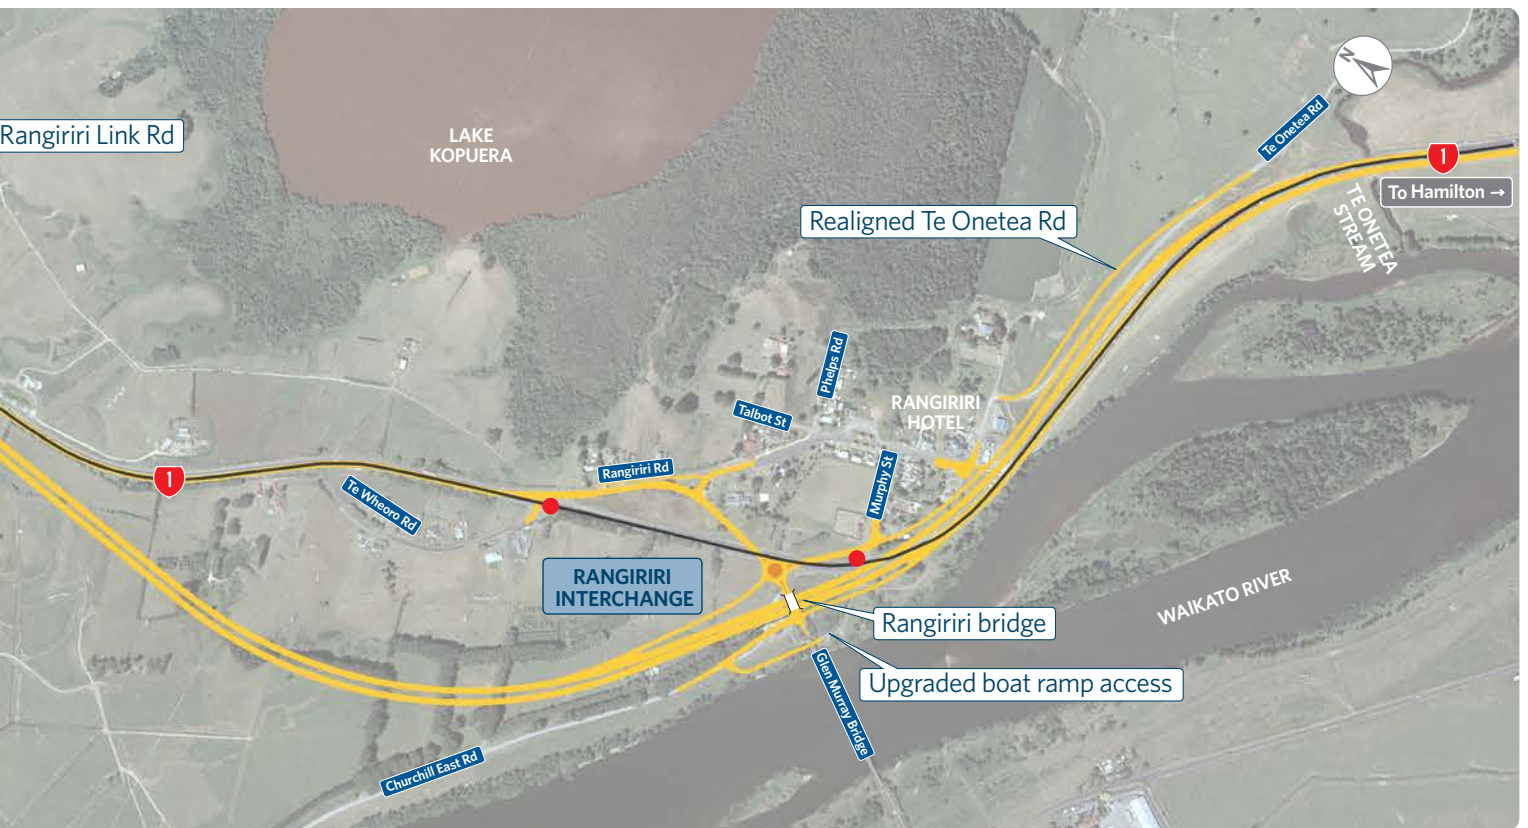 N
Te Onetea Rd
Rangiriri Link Rd
LAKE
KOPUERA
1
To Hamilton →
TE ONETEA
STREAM
Realigned Te Onetea Rd
Phelps Rd
Talbot St
RANGIRIRI
HOTEL
Rangiriri Rd
1
Te Wheoro Rd
Murphy St
RANGIRIRI
INTERCHANGE
WAIKATO RIVER
Rangiriri bridge
Upgraded boat ramp access
Glen Murray Bridge
Churchill East Rd